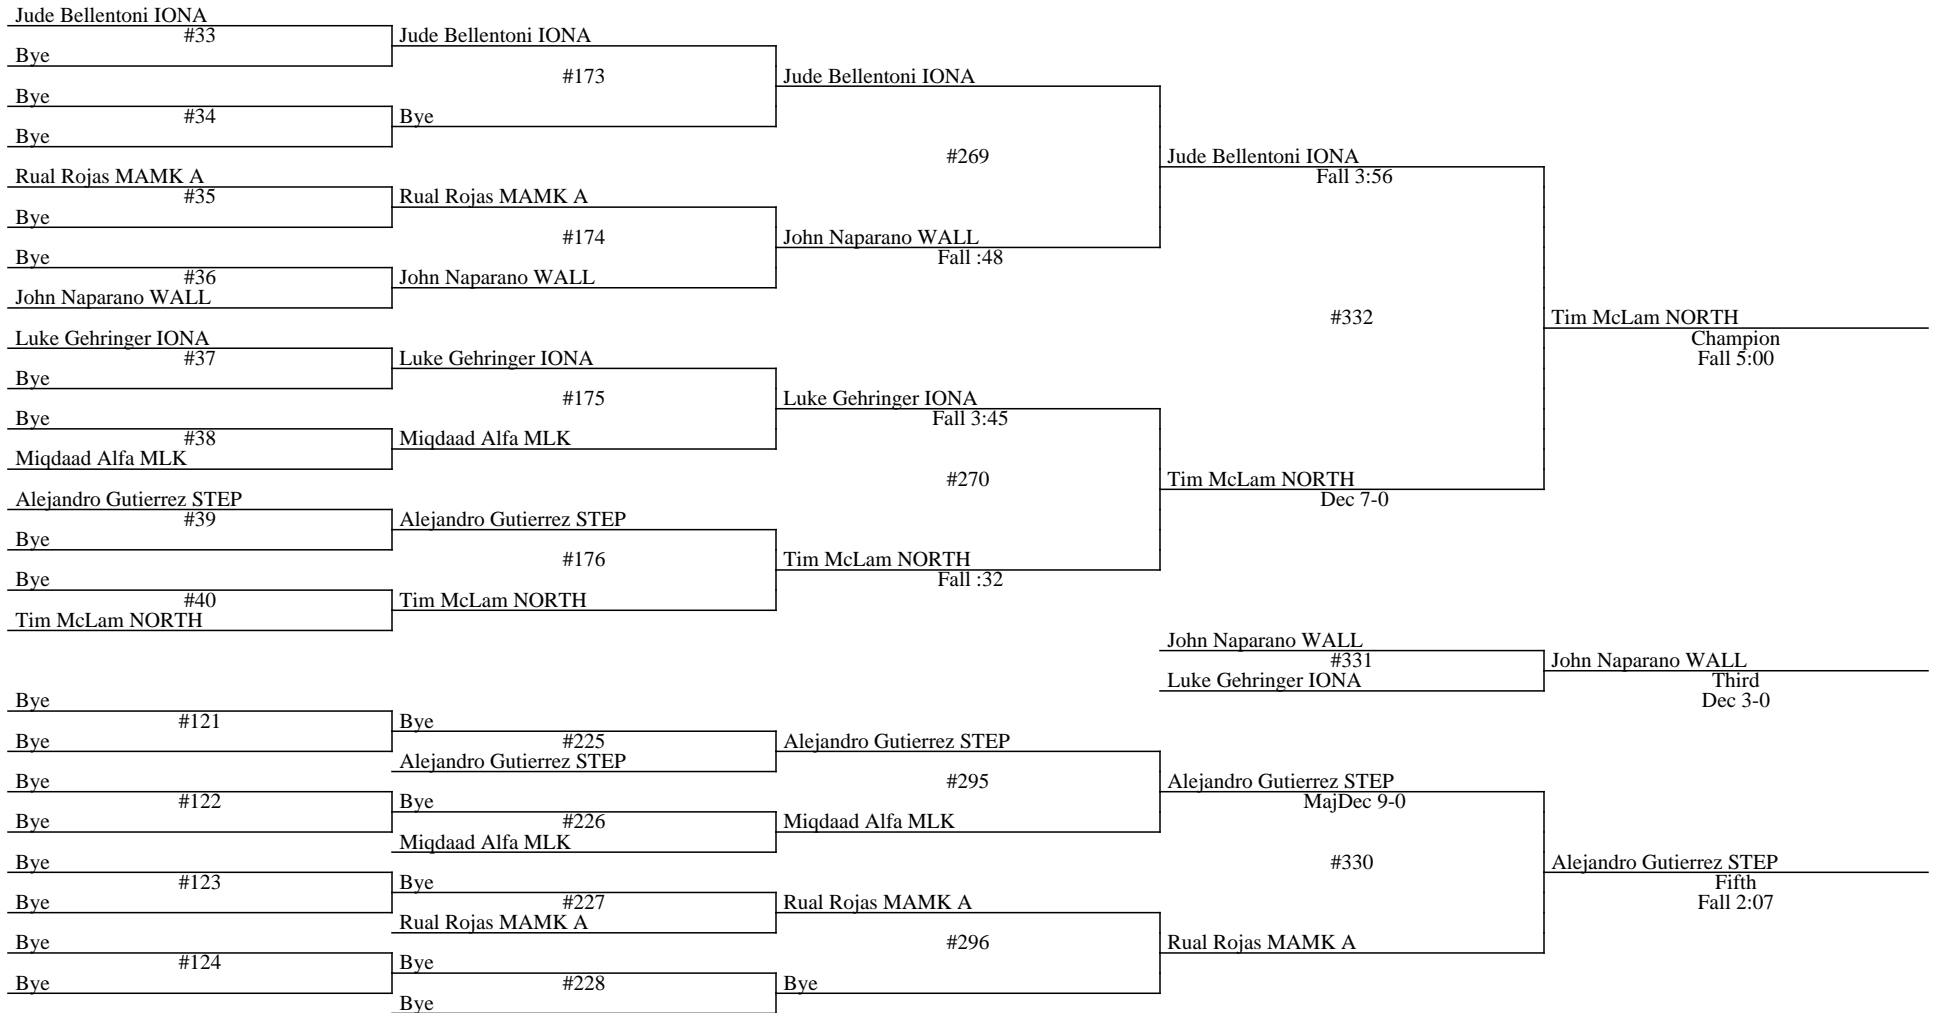 Jude Bellentoni IONA
#33
Bye
Jude Bellentoni IONA
#173
Bye
#34
Bye
Bye
Jude Bellentoni IONA
#269
Rual Rojas MAMK A
#35
Bye
Rual Rojas MAMK A
#174
Bye
#36
John Naparano WALL
John Naparano WALL
John Naparano WALL
Fall :48
Jude Bellentoni IONA
Fall 3:56
#332
Luke Gehringer IONA
#37
Bye
Luke Gehringer IONA
#175
Bye
#38
Miqdaad Alfa MLK
Miqdaad Alfa MLK
Luke Gehringer IONA
Fall 3:45
#270
Alejandro Gutierrez STEP
#39
Bye
Alejandro Gutierrez STEP
#176
Bye
#40
Tim McLam NORTH
Tim McLam NORTH
Tim McLam NORTH
Fall :32
Tim McLam NORTH
Dec 7-0
Tim McLam NORTH
Champion
Fall 5:00
John Naparano WALL
#331
Luke Gehringer IONA
John Naparano WALL
Third
Dec 3-0
Bye
#121
Bye
Bye
#225
Alejandro Gutierrez STEP
Alejandro Gutierrez STEP
#295
Bye
#122
Bye
Bye
#226
Miqdaad Alfa MLK
Miqdaad Alfa MLK
Alejandro Gutierrez STEP
MajDec 9-0
#330
Bye
#123
Bye
Bye
#227
Rual Rojas MAMK A
Rual Rojas MAMK A
#296
Bye
#124
Bye
Bye
#228
Bye
Bye
Rual Rojas MAMK A
Alejandro Gutierrez STEP
Fifth
Fall 2:07